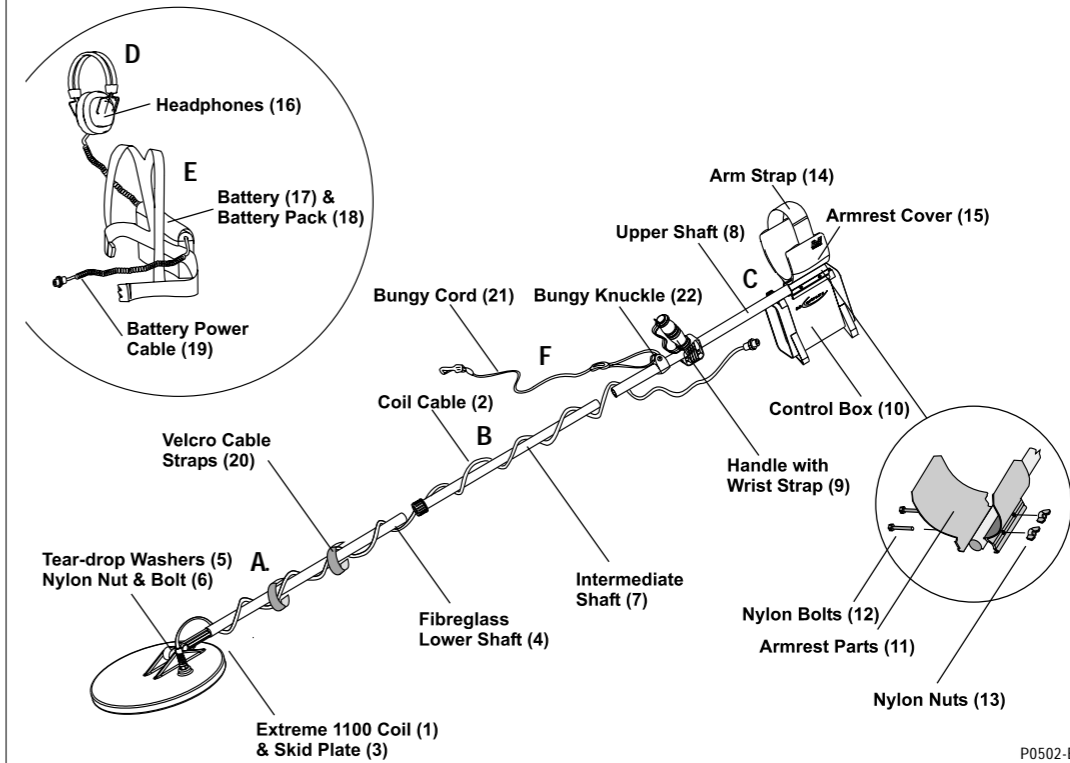 D
Headphones (16)
E
Battery (17) &
Battery Pack (18)
Battery Power
Cable (19)
Arm Strap (14)
Armrest Cover (15)
Upper Shaft (8)
C
Bungy Cord (21)
Bungy Knuckle (22)
F
Coil Cable (2)
B
Control Box (10)
Velcro Cable
Straps (20)
Handle with
Wrist Strap (9)
Tear-drop Washers (5)
Nylon Nut & Bolt (6)
A.
Intermediate
Shaft (7)
Fibreglass
Lower Shaft (4)
Nylon Bolts (12)
Armrest Parts (11)
Nylon Nuts (13)
Extreme 1100 Coil (1)
& Skid Plate (3)